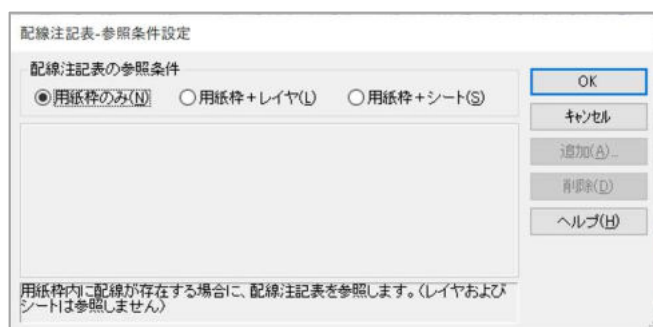 配線注記表-参照条件設定
配線注記表の参照条件
用紙枠のみ(N) 用紙枠+レイヤ(L) 用紙枠+シート(S)
OK
キャンセル
追加(A)...
削除(D)
ヘルプ(H)
用紙枠内に配線が存在する場合に、配線注記表を参照します。(レイヤおよび
シートは参照しません)